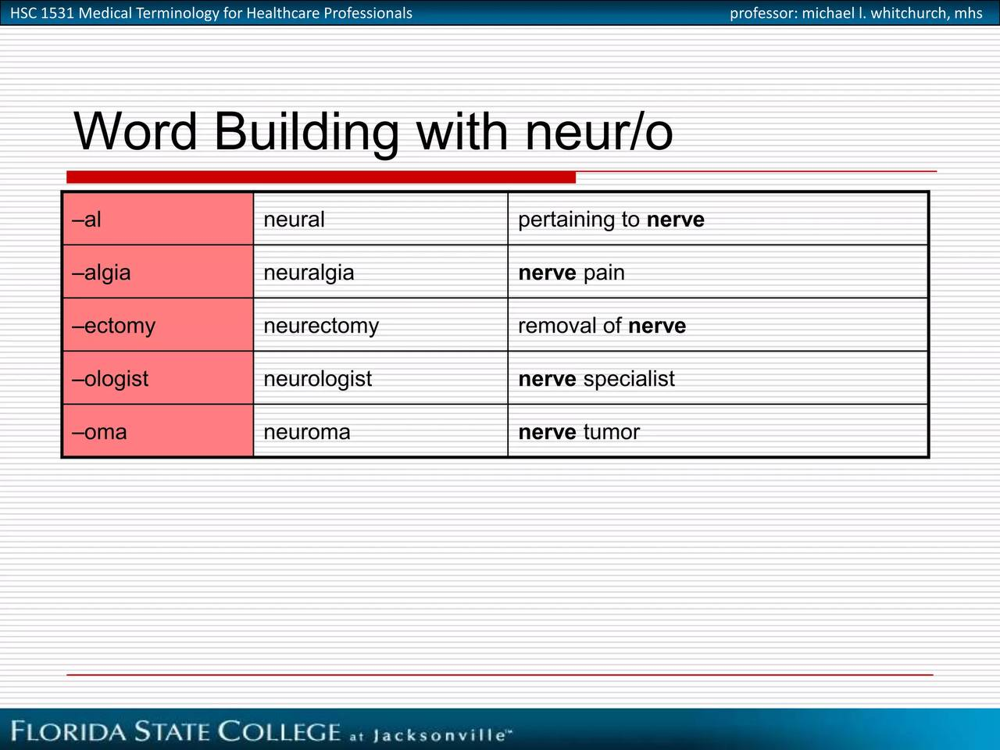 HSC 1531 Medical Terminology for Healthcare Professionals professor: michael l. whitchurch, mhs
Word Building with neur/o
–al neural pertaining to nerve
–algia neuralgia nerve pain
–ectomy neurectomy removal of nerve
–ologist neurologist nerve specialist
–oma neuroma nerve tumor
FLORIDA STATE COLLEGE at Jacksonville™